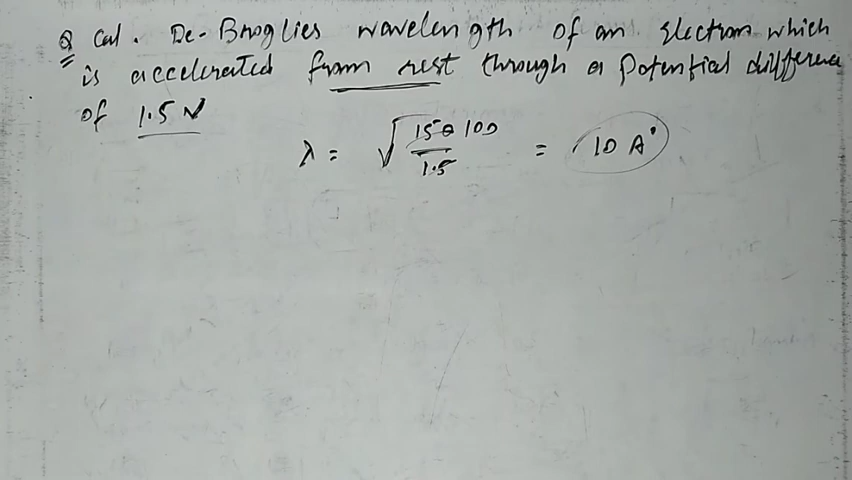 Q Cal. De-Broglies wavelength of an electron which
is accelerated from rest through a potential difference
of 1.5 V
λ = √150 100 / 1.5 = 10 A°